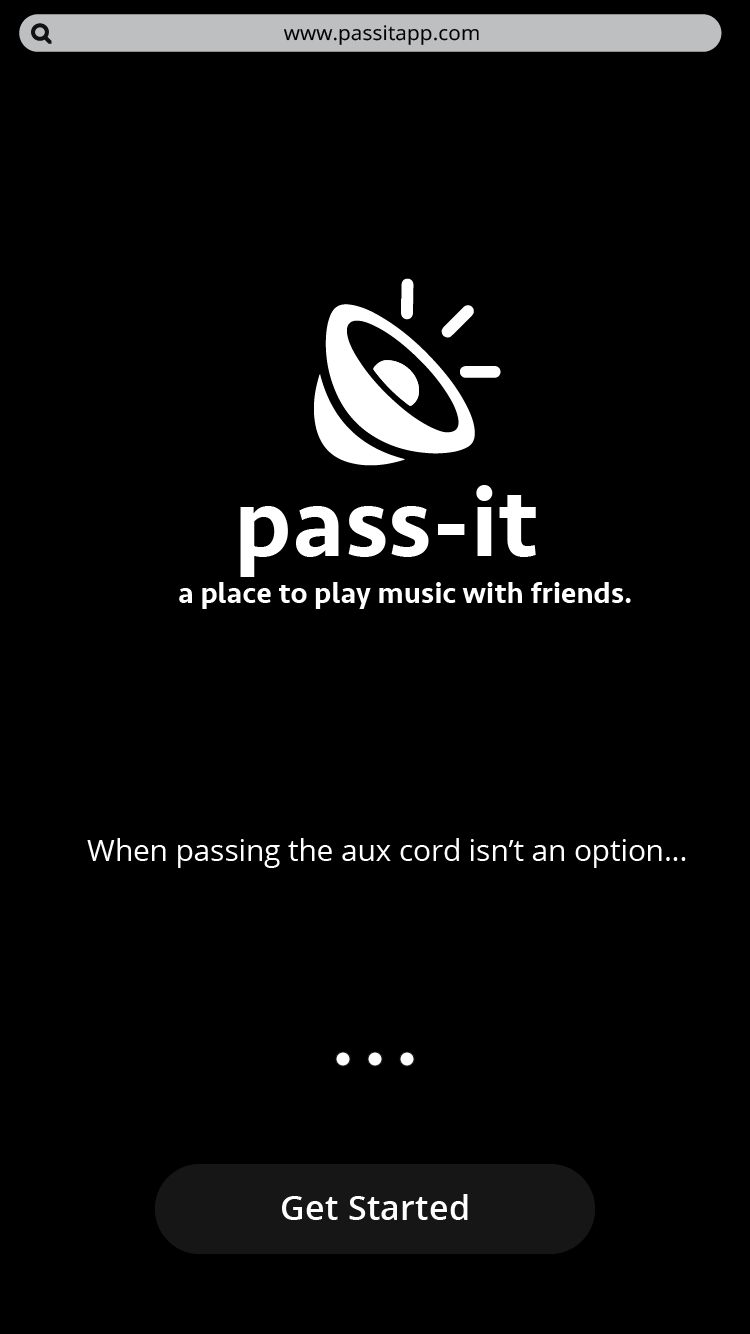 www.passitapp.com
pass-it
a place to play music with friends.
When passing the aux cord isn’t an option...
Get Started